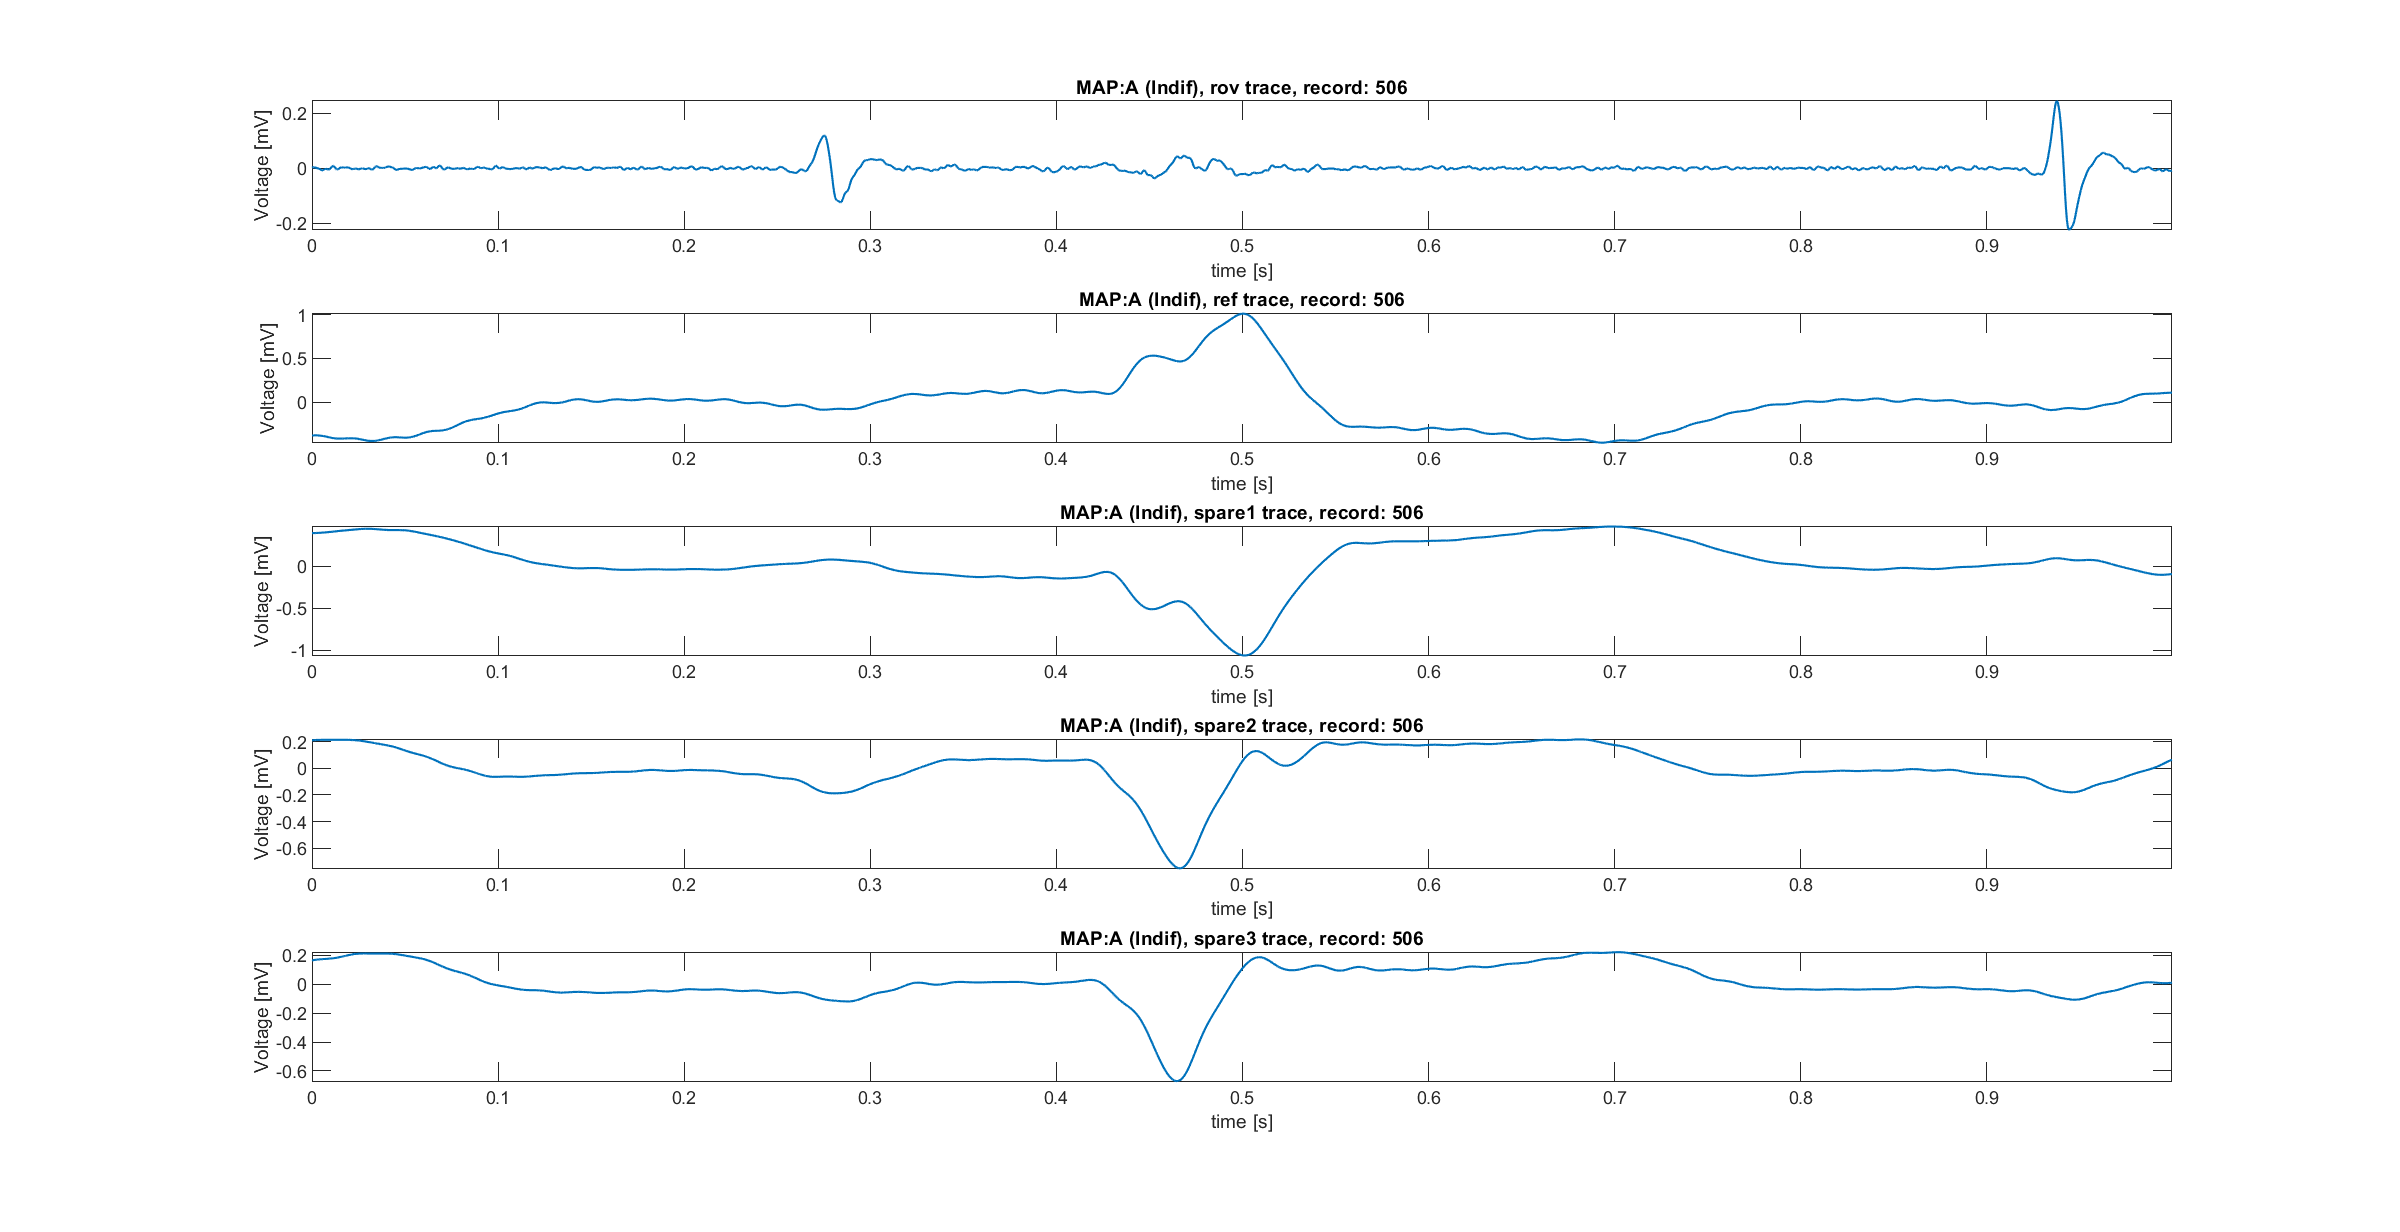 MAP:A (Indif), rov trace, record: 506
Voltage [mV]
0.2
0
-0.2
0 0.1 0.2 0.3 0.4 0.5 0.6 0.7 0.8 0.9
time [s]
MAP:A (Indif), ref trace, record: 506
Voltage [mV]
1
0.5
0
0 0.1 0.2 0.3 0.4 0.5 0.6 0.7 0.8 0.9
time [s]
MAP:A (Indif), spare1 trace, record: 506
Voltage [mV]
0
-0.5
-1
0 0.1 0.2 0.3 0.4 0.5 0.6 0.7 0.8 0.9
time [s]
MAP:A (Indif), spare2 trace, record: 506
Voltage [mV]
0.2
0
-0.2
-0.4
-0.6
0 0.1 0.2 0.3 0.4 0.5 0.6 0.7 0.8 0.9
time [s]
MAP:A (Indif), spare3 trace, record: 506
Voltage [mV]
0.2
0
-0.2
-0.4
-0.6
0 0.1 0.2 0.3 0.4 0.5 0.6 0.7 0.8 0.9
time [s]